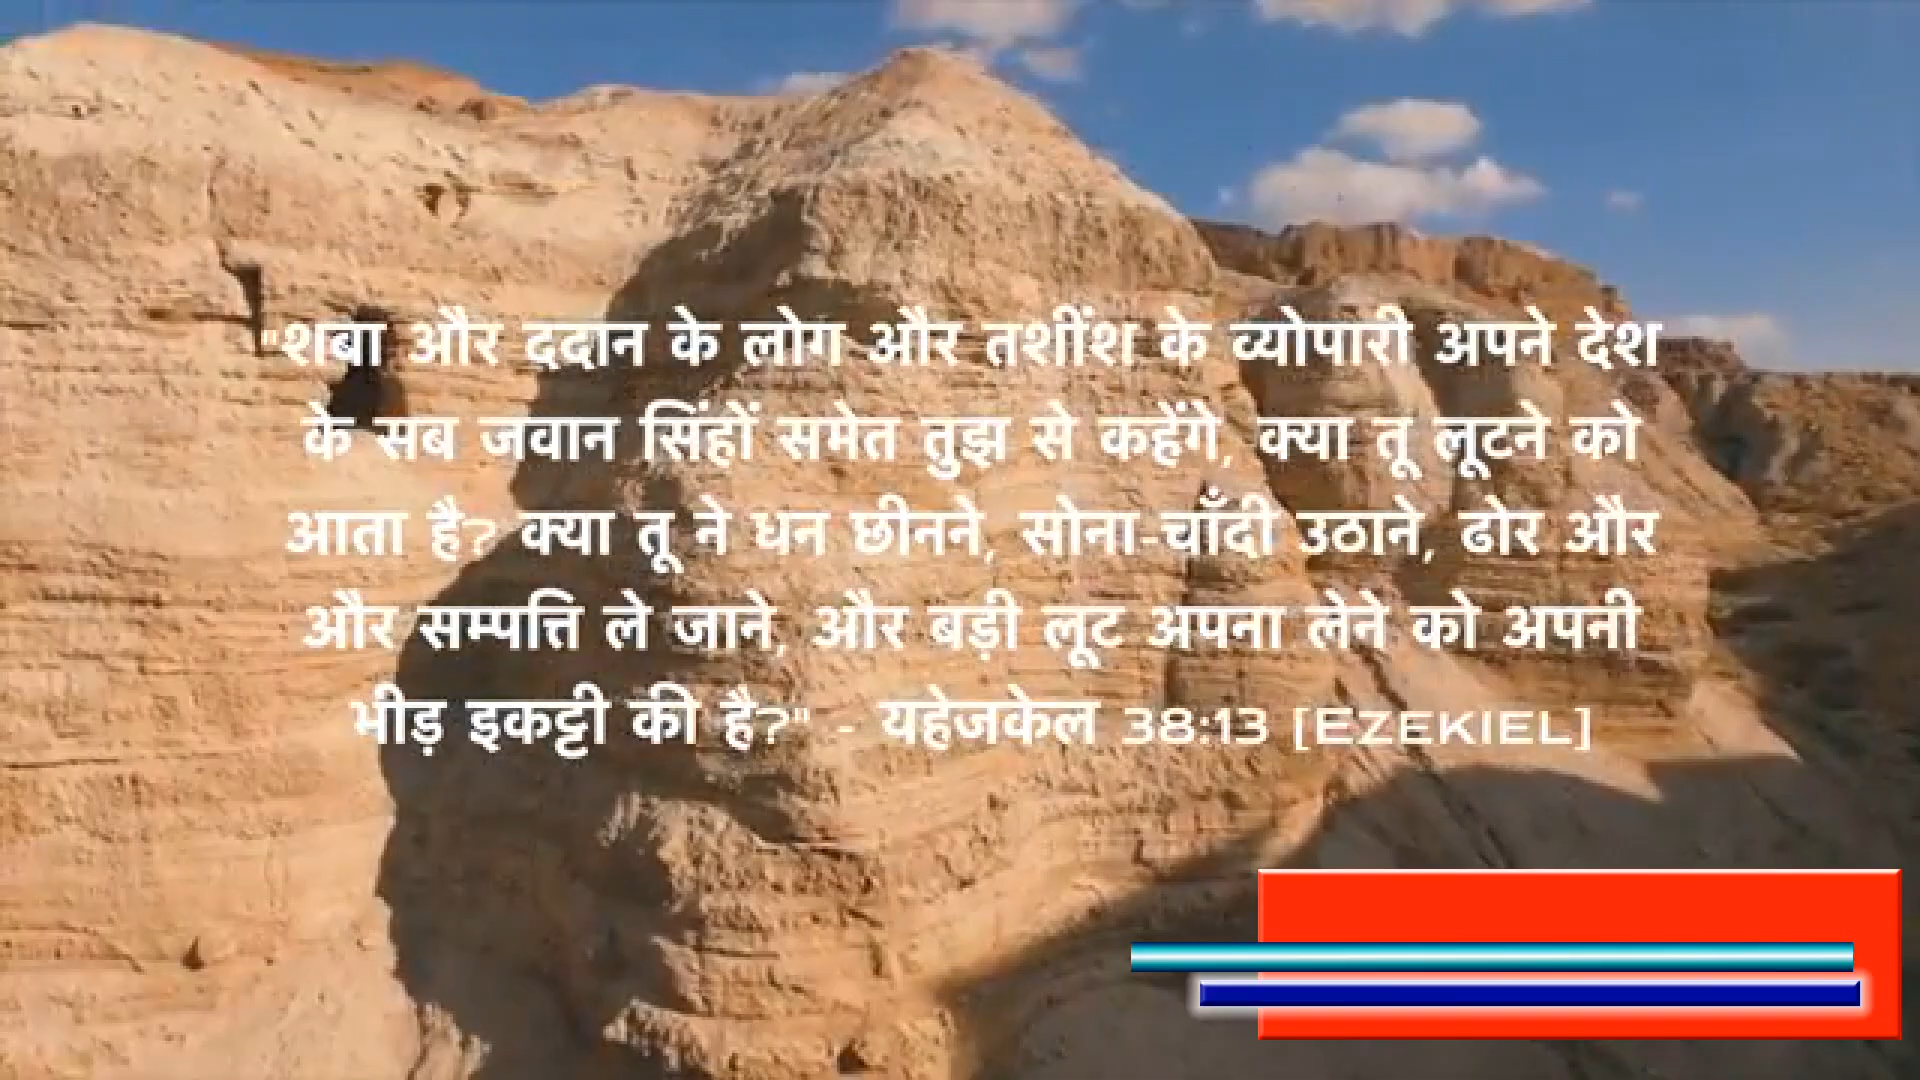 "शबा और ददान के लोग और तर्शीश के व्योपारी अपने देश
के सब जवान सिंहों समेत तुझ से कहेंगे, क्या तू लूटने को
आता है? क्या तू ने धन छीनने, सोना-चाँदी उठाने, ढोर और
और सम्पत्ति ले जाने, और बड़ी लूट अपना लेने को अपनी
भीड़ इकट्टी की है?" - यहेजकेल 38:13 [EZEKIEL]